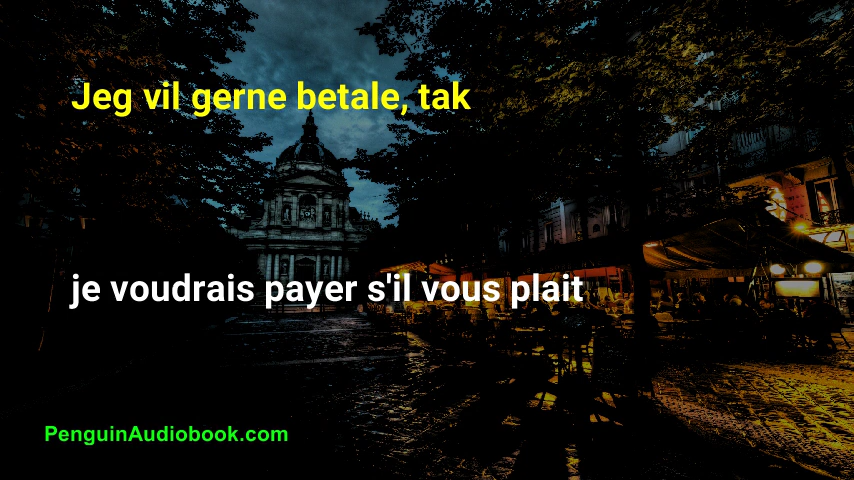 Jeg vil gerne betale, tak
je voudrais payer s'il vous plait
PenguinAudiobook.com